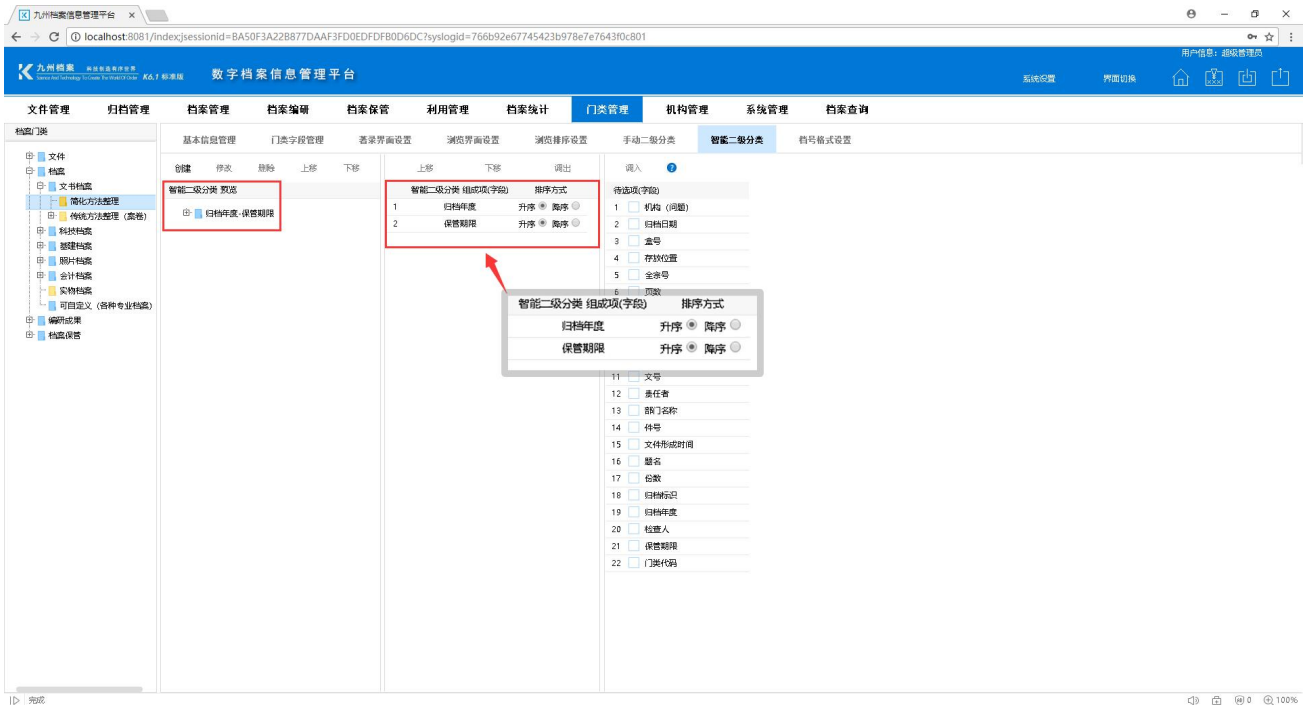 九州档案信息管理平台 ×
localhost:8081/index;jsessionid=BA50F3A22B877DAAF3FD0EDFDFB0D6DC?syslogid=766b92e67745423b978e7e7643f0c801
用户信息：超级管理员
九州档案 K6.1 标准版 数字档案信息管理平台 系统设置 界面切换
文件管理 归档管理 档案管理 档案编研 档案保管 利用管理 档案统计 门类管理 机构管理 系统管理 档案查询
档案门类
基本信息管理 门类字段管理 著录界面设置 浏览界面设置 浏览排序设置 手动二级分类 智能二级分类 档号格式设置
文件
档案
文书档案
简化方法整理
传统方法整理（案卷）
科技档案
基建档案
照片档案
会计档案
实物档案
可自定义（各种专业档案）
编研成果
档案保管
创建 修改 删除 上移 下移
智能二级分类 预览
归档年度-保管期限
上移 下移 调出
智能二级分类 组成项(字段) 排序方式
1 归档年度 升序 降序
2 保管期限 升序 降序
智能二级分类 组成项(字段) 排序方式
归档年度 升序 降序
保管期限 升序 降序
调入 ?
待选项(字段)
1 机构（问题）
2 归档日期
3 盒号
4 存放位置
5 全宗号
6 页数
11 文号
12 责任者
13 部门名称
14 件号
15 文件形成时间
16 题名
17 份数
18 归档标识
19 归档年度
20 检查人
21 保管期限
22 门类代码
完成 0 100%